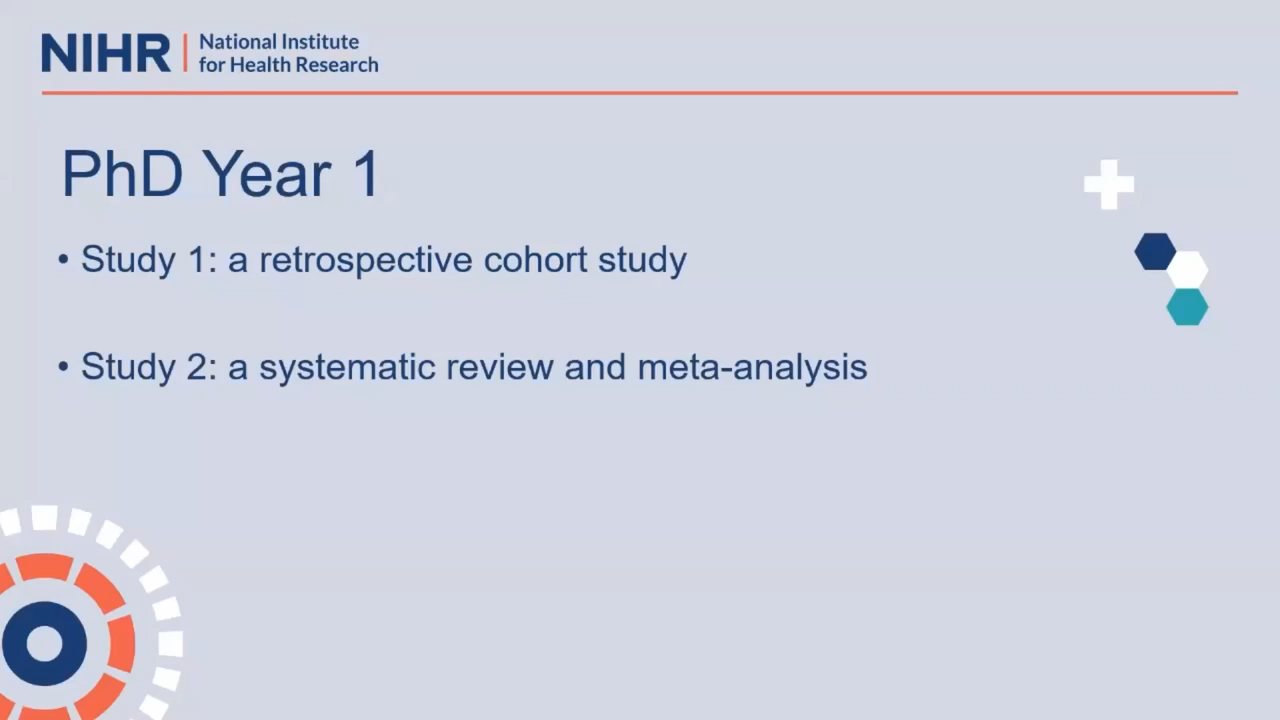 NIHR
National Institute
for Health Research
PhD Year 1
• Study 1: a retrospective cohort study
• Study 2: a systematic review and meta-analysis